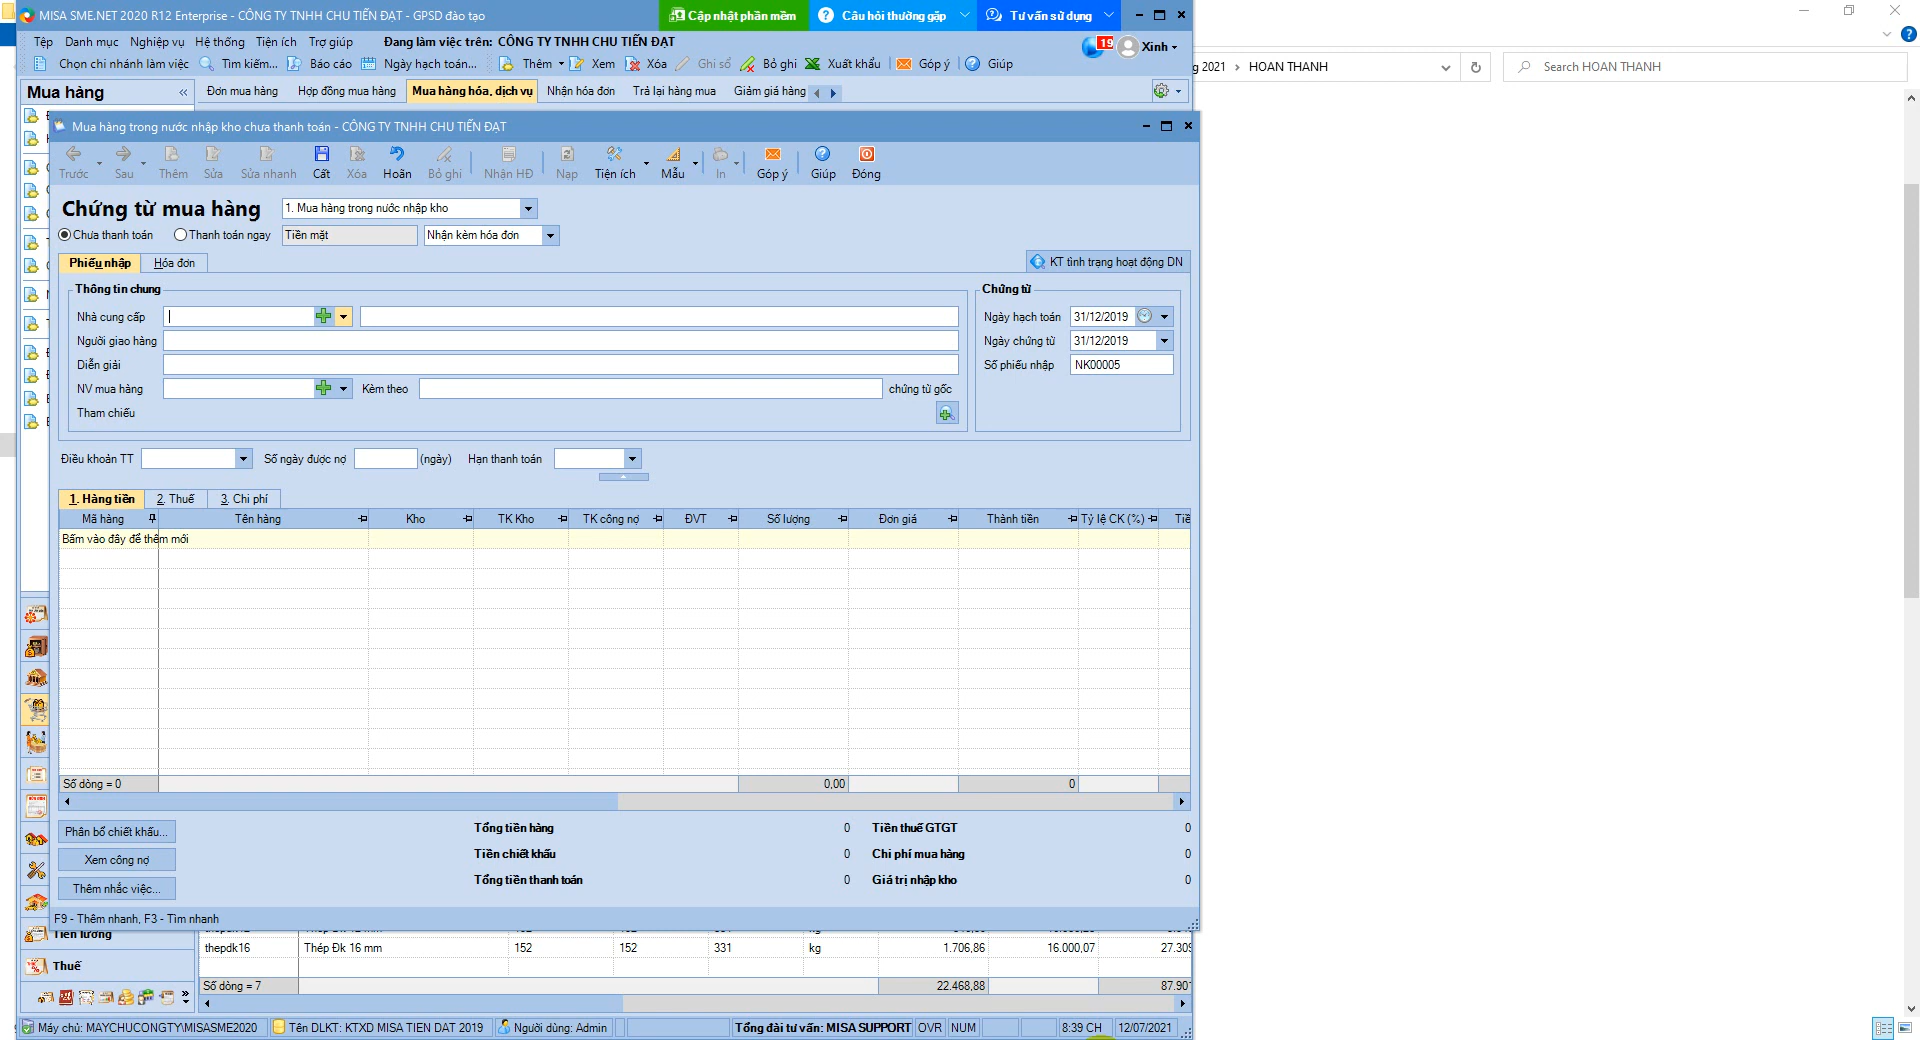 MISA SME.NET 2020 R12 Enterprise - CÔNG TY TNHH CHU TIẾN ĐẠT - GPSD đào tạo
Cập nhật phần mềm
Câu hỏi thường gặp
Tư vấn sử dụng
Tệp Danh mục Nghiệp vụ Hệ thống Tiện ích Trợ giúp Đang làm việc trên: CÔNG TY TNHH CHU TIẾN ĐẠT
19 Xinh
Chọn chi nhánh làm việc Tìm kiếm... Báo cáo Ngày hạch toán... Thêm Xem Xóa Ghi sổ Bỏ ghi Xuất khẩu Góp ý Giúp
g 2021 › HOAN THANH
Search HOAN THANH
Mua hàng «
Đơn mua hàng Hợp đồng mua hàng Mua hàng hóa, dịch vụ Nhận hóa đơn Trả lại hàng mua Giảm giá hàng
Mua hàng trong nước nhập kho chưa thanh toán - CÔNG TY TNHH CHU TIẾN ĐẠT
Trước Sau Thêm Sửa Sửa nhanh Cất Xóa Hoãn Bỏ ghi Nhận HĐ Nạp Tiện ích Mẫu In Góp ý Giúp Đóng
Chứng từ mua hàng 1. Mua hàng trong nước nhập kho
Chưa thanh toán Thanh toán ngay Tiền mặt Nhận kèm hóa đơn
Phiếu nhập Hóa đơn KT tình trạng hoạt động DN
Thông tin chung Chứng từ
Nhà cung cấp Ngày hạch toán 31/12/2019
Người giao hàng Ngày chứng từ 31/12/2019
Diễn giải Số phiếu nhập NK00005
NV mua hàng Kèm theo chứng từ gốc
Tham chiếu
Điều khoản TT Số ngày được nợ (ngày) Hạn thanh toán
1. Hàng tiền 2. Thuế 3. Chi phí
Mã hàng Tên hàng Kho TK Kho TK công nợ ĐVT Số lượng Đơn giá Thành tiền Tỷ lệ CK (%) Tiề
Bấm vào đây để thêm mới
Số dòng = 0 0,00 0
Phân bổ chiết khấu... Tổng tiền hàng 0 Tiền thuế GTGT 0
Xem công nợ Tiền chiết khấu 0 Chi phí mua hàng 0
Thêm nhắc việc... Tổng tiền thanh toán 0 Giá trị nhập kho 0
F9 - Thêm nhanh, F3 - Tìm nhanh
Tiền lương
thepdk16 Thép Đk 16 mm 152 152 331 kg 1.706,86 16.000,07 27.309
Thuế
Số dòng = 7 22.468,88 87.901
Máy chủ: MAYCHUCONGTY\MISASME2020 Tên DLKT: KTXD MISA TIEN DAT 2019 Người dùng: Admin Tổng đài tư vấn: MISA SUPPORT OVR NUM 8:39 CH 12/07/2021